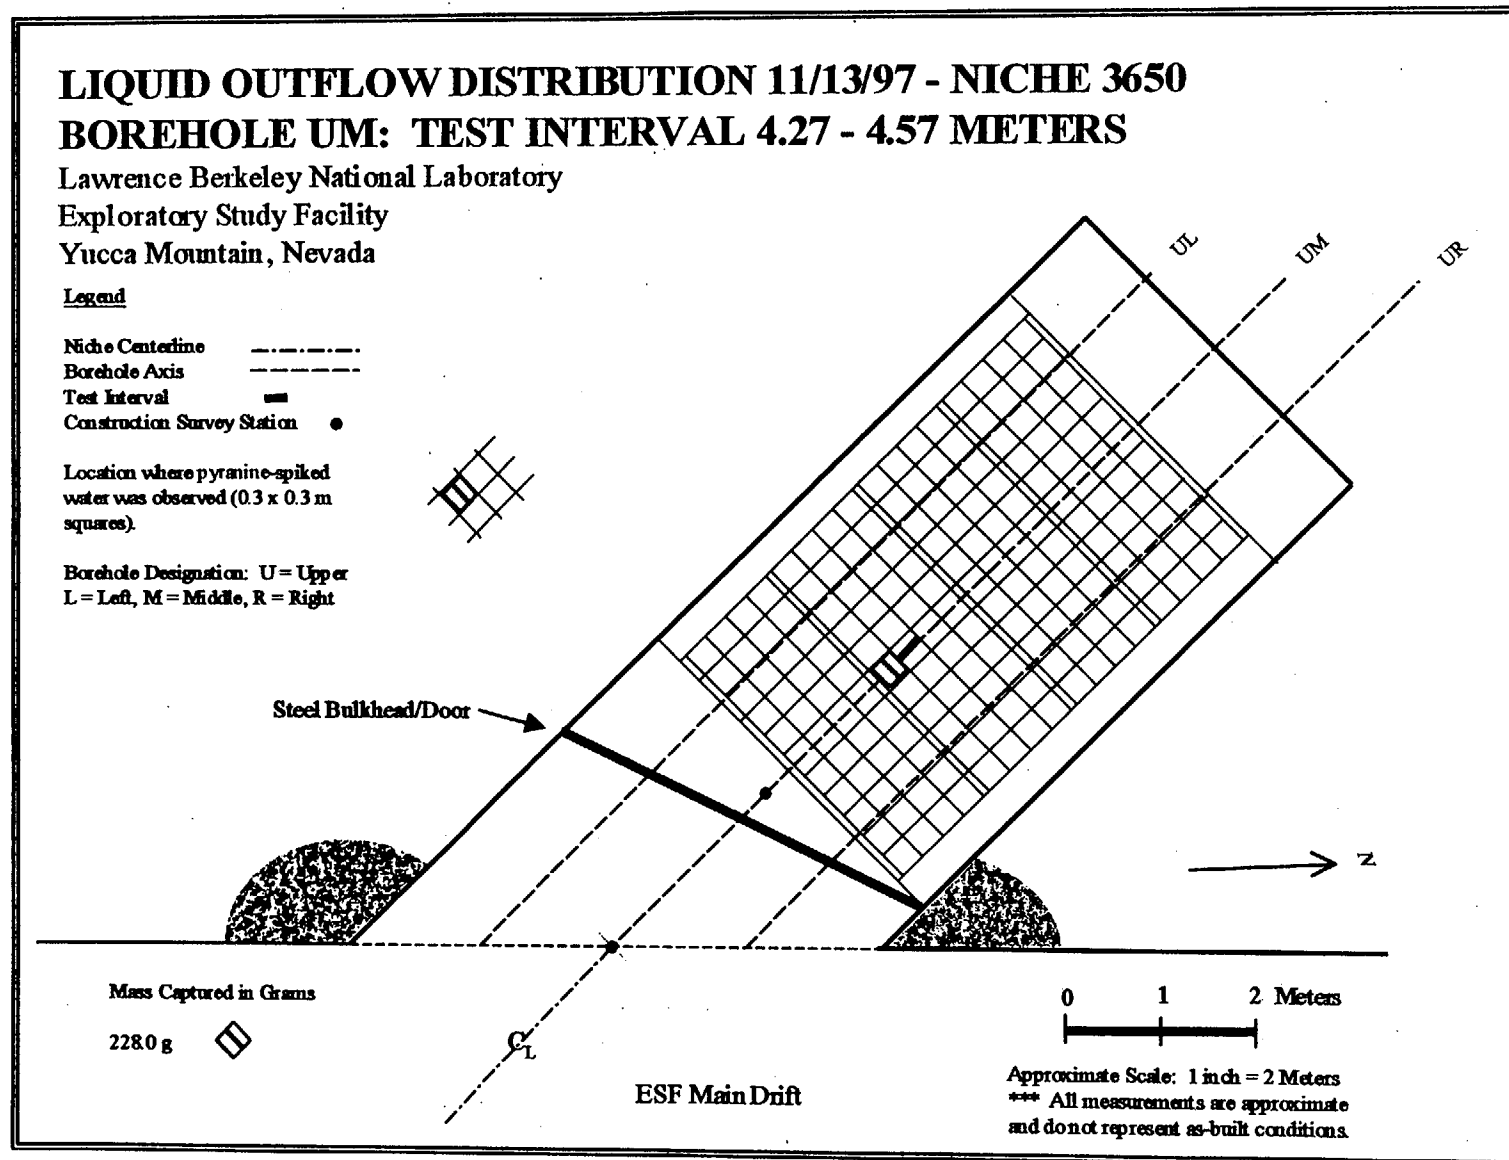 LIQUID OUTFLOW DISTRIBUTION 11/13/97 - NICHE 3650
BOREHOLE UM: TEST INTERVAL 4.27 - 4.57 METERS
Lawrence Berkeley National Laboratory
Exploratory Study Facility
Yucca Mountain, Nevada
Legend
Niche Centerline
Borehole Axis
Test Interval
Construction Survey Station
Location where pyranine-spiked
water was observed (0.3 x 0.3 m
squares).
Borehole Designation: U = Upper
L = Left, M = Middle, R = Right
UL
UM
UR
Steel Bulkhead/Door
N
Mass Captured in Grams
228.0 g
CL
ESF Main Drift
0 1 2 Meters
Approximate Scale: 1 inch = 2 Meters
*** All measurements are approximate
and do not represent as-built conditions.